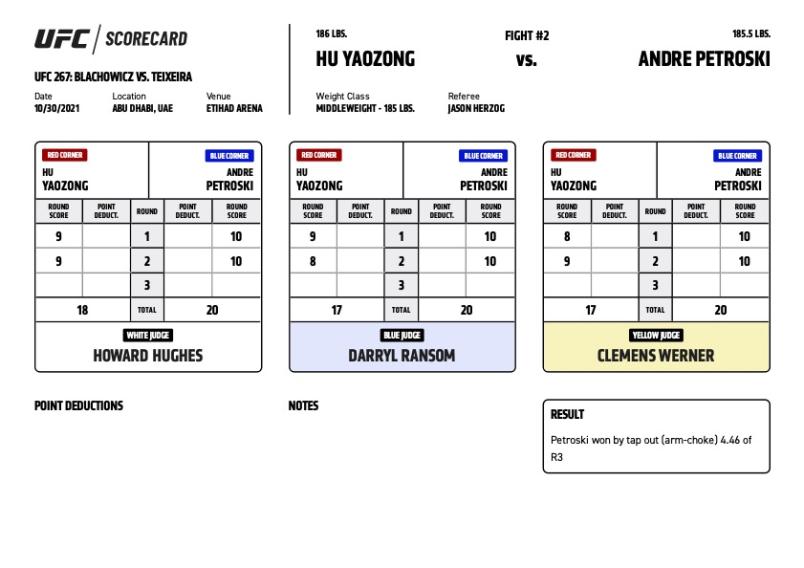 UFC / SCORECARD
UFC 267: BLACHOWICZ VS. TEIXEIRA
Date Location Venue
10/30/2021 ABU DHABI, UAE ETIHAD ARENA
186 LBS. FIGHT #2 185.5 LBS.
HU YAOZONG vs. ANDRE PETROSKI
Weight Class Referee
MIDDLEWEIGHT - 185 LBS. JASON HERZOG
RED CORNER BLUE CORNER
HU ANDRE
YAOZONG PETROSKI
ROUND SCORE POINT DEDUCT. ROUND POINT DEDUCT. ROUND SCORE
9 1 10
9 2 10
3
18 TOTAL 20
WHITE JUDGE
HOWARD HUGHES
RED CORNER BLUE CORNER
HU ANDRE
YAOZONG PETROSKI
ROUND SCORE POINT DEDUCT. ROUND POINT DEDUCT. ROUND SCORE
9 1 10
8 2 10
3
17 TOTAL 20
BLUE JUDGE
DARRYL RANSOM
RED CORNER BLUE CORNER
HU ANDRE
YAOZONG PETROSKI
ROUND SCORE POINT DEDUCT. ROUND POINT DEDUCT. ROUND SCORE
8 1 10
9 2 10
3
17 TOTAL 20
YELLOW JUDGE
CLEMENS WERNER
POINT DEDUCTIONS
NOTES
RESULT
Petroski won by tap out (arm-choke) 4.46 of
R3